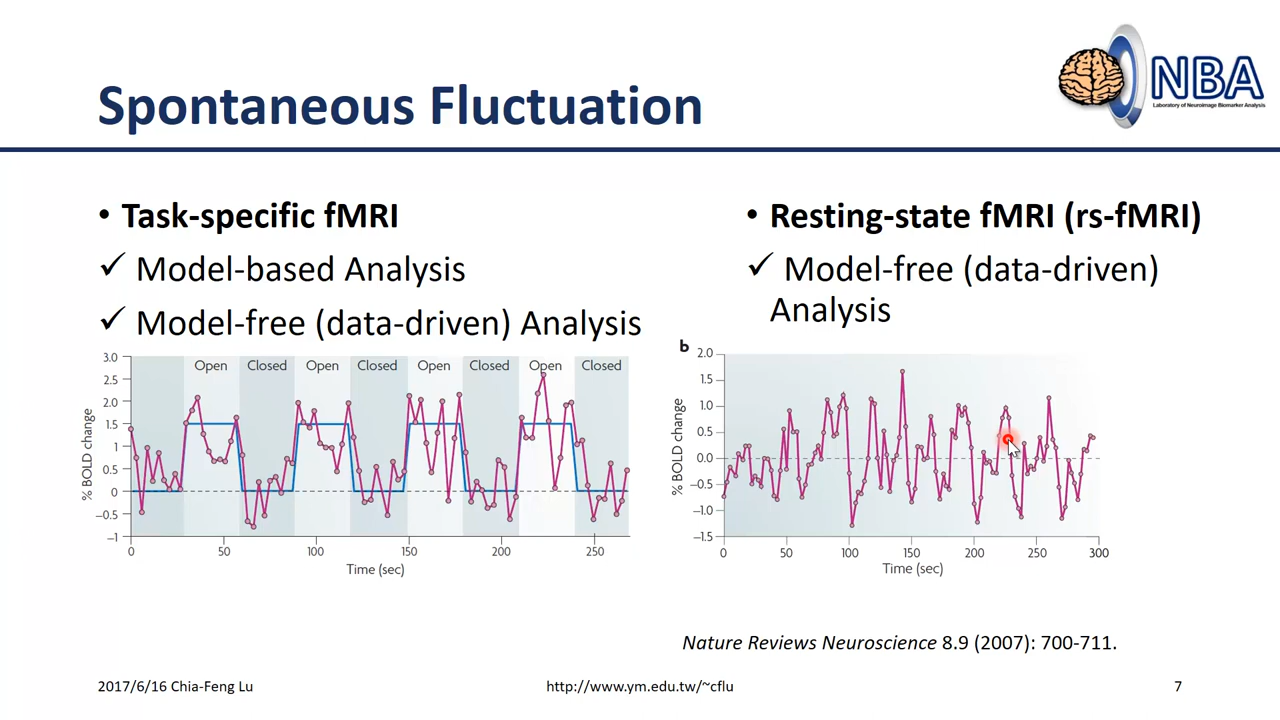 NBA
Laboratory of Neuroimage Biomarker Analysis
Spontaneous Fluctuation
• Task-specific fMRI
✓ Model-based Analysis
✓ Model-free (data-driven) Analysis
• Resting-state fMRI (rs-fMRI)
✓ Model-free (data-driven)
Analysis
Open Closed Open Closed Open Closed Open Closed
% BOLD change
3.0
2.5
2.0
1.5
1.0
0.5
0
−0.5
−1
0 50 100 150 200 250
Time (sec)
b
% BOLD change
2.0
1.5
1.0
0.5
0.0
−0.5
−1.0
−1.5
0 50 100 150 200 250 300
Time (sec)
Nature Reviews Neuroscience 8.9 (2007): 700-711.
2017/6/16 Chia-Feng Lu
http://www.ym.edu.tw/~cflu
7